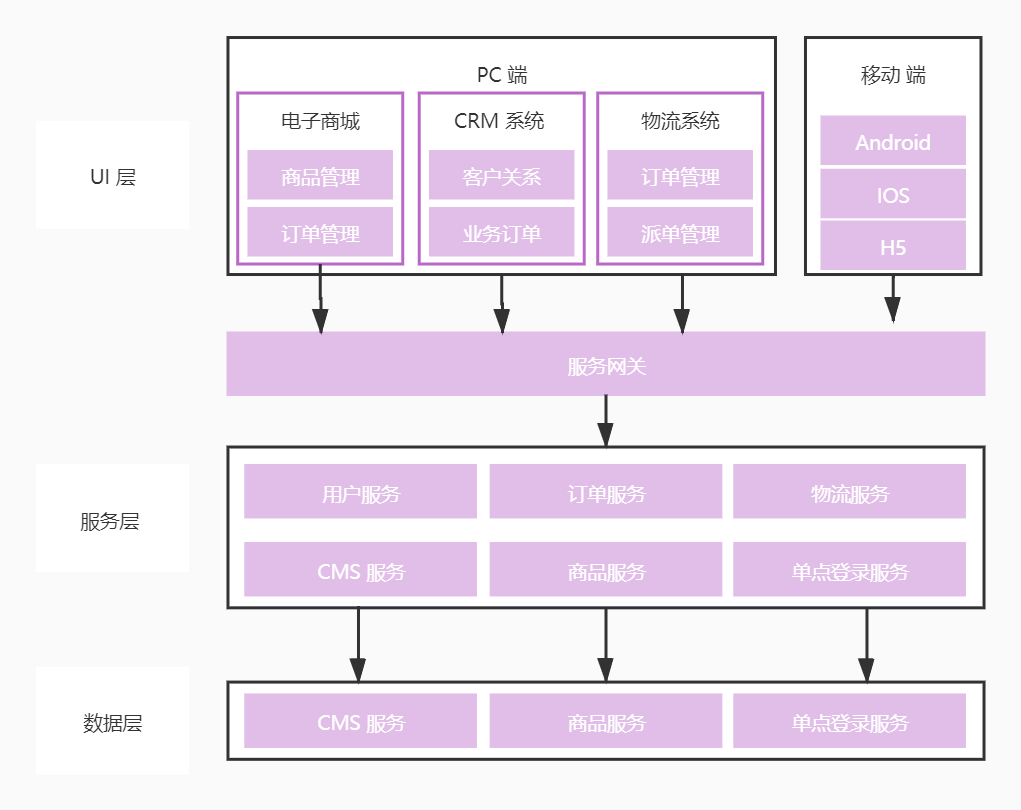 PC 端
移动 端
电子商城
CRM 系统
物流系统
UI 层
商品管理
客户关系
订单管理
Android
订单管理
业务订单
派单管理
IOS
H5
服务网关
服务层
用户服务
订单服务
物流服务
CMS 服务
商品服务
单点登录服务
数据层
CMS 服务
商品服务
单点登录服务